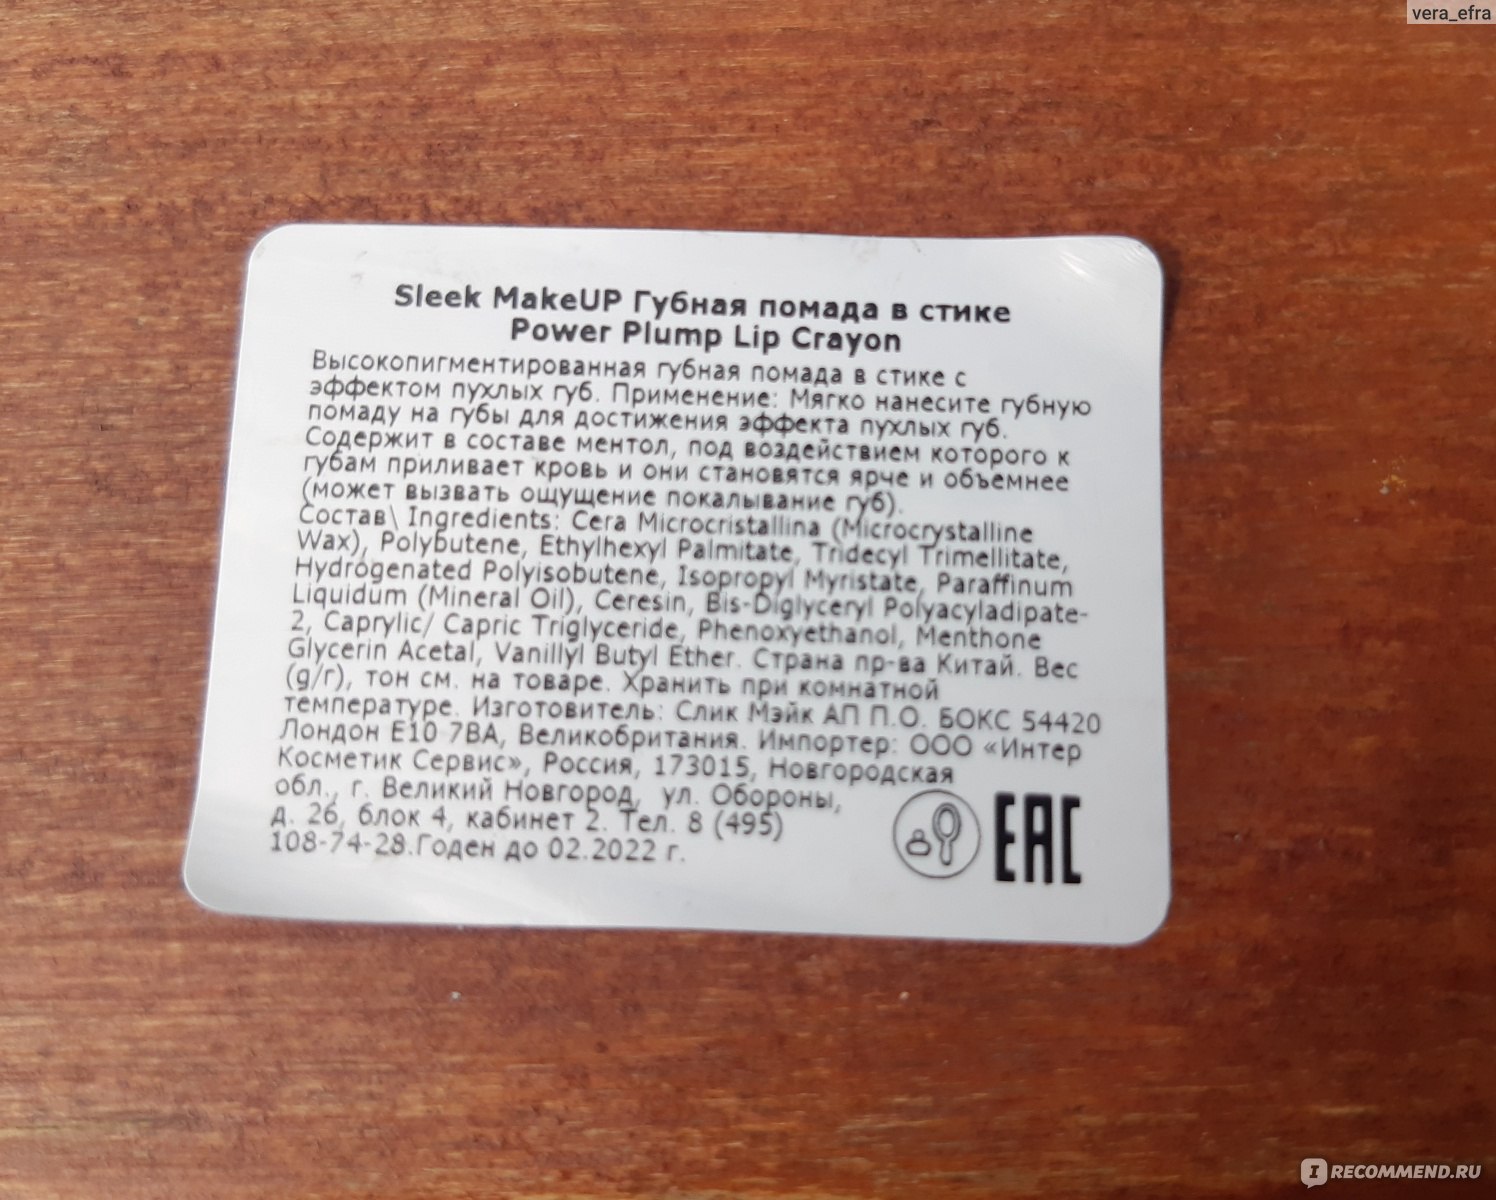 vera_efra
Sleek MakeUP Губная помада в стике
Power Plump Lip Crayon
Высокопигментированная губная помада в стике с
эффектом пухлых губ. Применение: Мягко нанесите губную
помаду на губы для достижения эффекта пухлых губ.
Содержит в составе ментол, под воздействием которого к
губам приливает кровь и они становятся ярче и объемнее
(может вызвать ощущение покалывание губ).
Состав\ Ingredients: Cera Microcristallina (Microcrystalline
Wax), Polybutene, Ethylhexyl Palmitate, Tridecyl Trimellitate,
Hydrogenated Polyisobutene, Isopropyl Myristate, Paraffinum
Liquidum (Mineral Oil), Ceresin, Bis-Diglyceryl Polyacyladipate-
2, Caprylic/ Capric Triglyceride, Phenoxyethanol, Menthone
Glycerin Acetal, Vanillyl Butyl Ether. Страна пр-ва Китай. Вес
(g/г), тон см. на товаре. Хранить при комнатной
температуре. Изготовитель: Слик Мэйк АП П.О. БОКС 54420
Лондон E10 7BA, Великобритания. Импортер: ООО «Интер
Косметик Сервис», Россия, 173015, Новгородская
обл., г. Великий Новгород, ул. Обороны,
д. 26, блок 4, кабинет 2. Тел. 8 (495)
108-74-28.Годен до 02.2022 г.
EAC
IRECOMMEND.RU